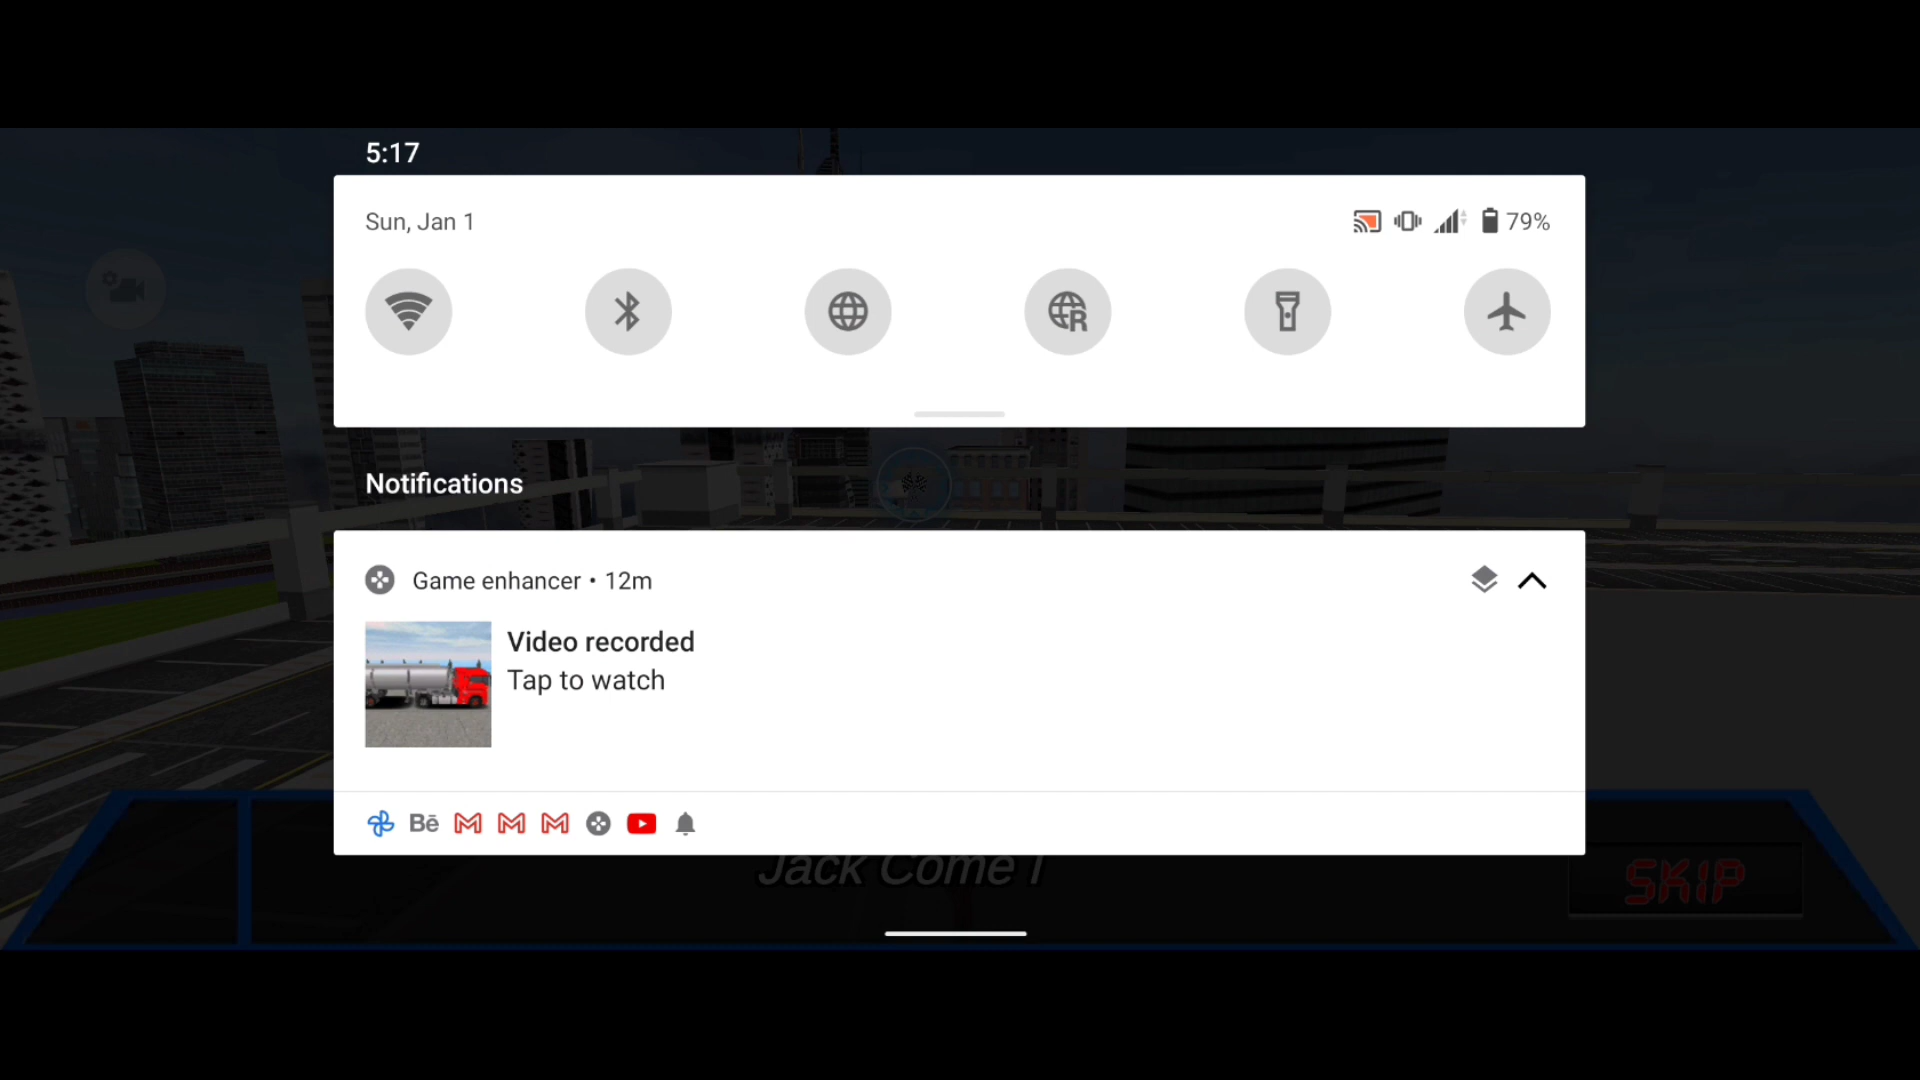 5:17
Sun, Jan 1
79%
Notifications
Game enhancer • 12m
Video recorded
Tap to watch
Bē
Jack Come I
SKIP